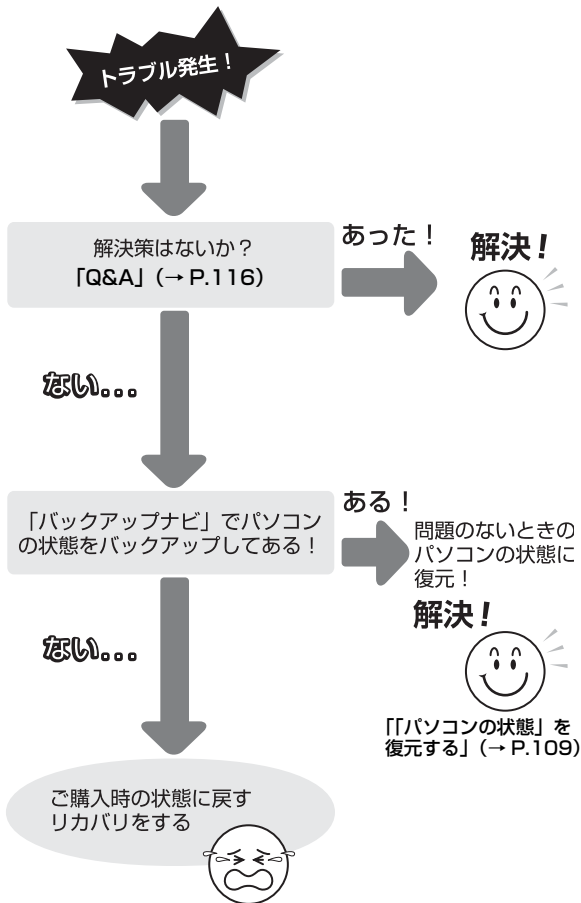 トラブル発生！
解決策はないか？
「Q&A」（→ P.116）
あった！
解決！
ない...
「バックアップナビ」でパソコン
の状態をバックアップしてある！
ある！
問題のないときの
パソコンの状態に
復元！
解決！
「「パソコンの状態」を
復元する」（→ P.109）
ない...
ご購入時の状態に戻す
リカバリをする